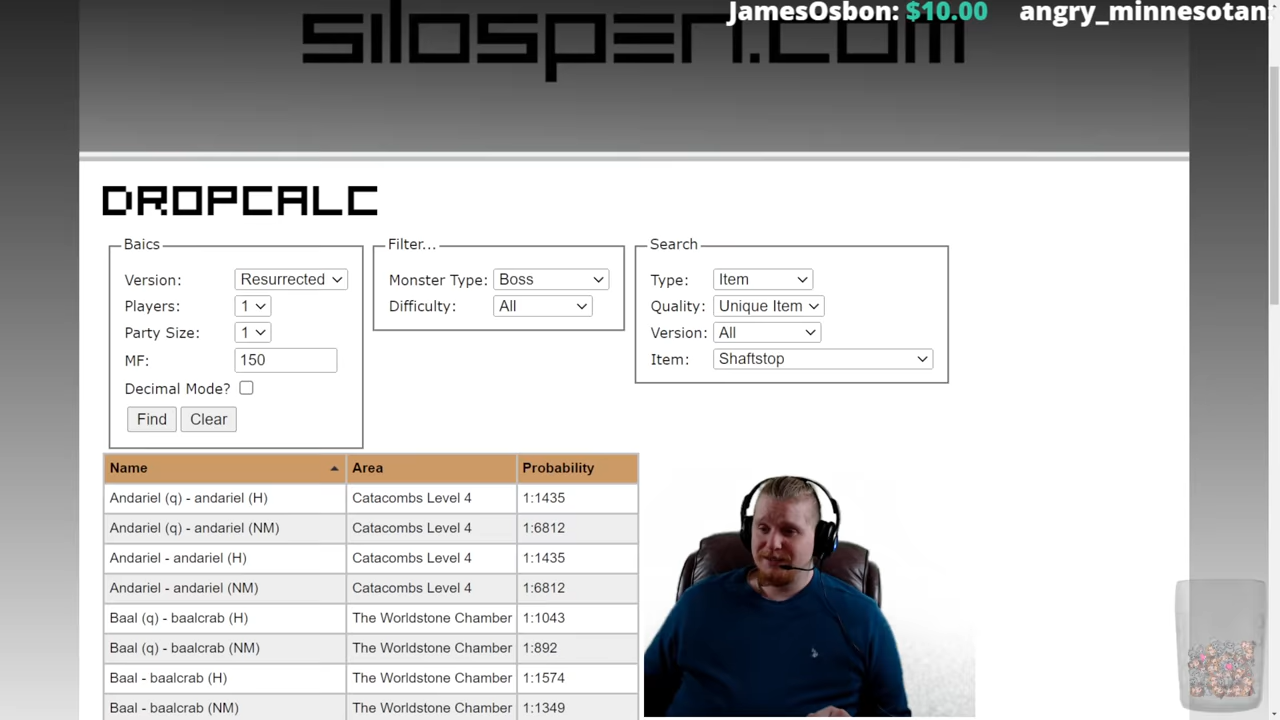 JamesOsbon: $10.00 angry_minnesotan
silospen.com
DROPCALC
Baics
Version: Resurrected
Players: 1
Party Size: 1
MF: 150
Decimal Mode?
Find Clear
Filter...
Monster Type: Boss
Difficulty: All
Search
Type: Item
Quality: Unique Item
Version: All
Item: Shaftstop
Name Area Probability
Andariel (q) - andariel (H) Catacombs Level 4 1:1435
Andariel (q) - andariel (NM) Catacombs Level 4 1:6812
Andariel - andariel (H) Catacombs Level 4 1:1435
Andariel - andariel (NM) Catacombs Level 4 1:6812
Baal (q) - baalcrab (H) The Worldstone Chamber 1:1043
Baal (q) - baalcrab (NM) The Worldstone Chamber 1:892
Baal - baalcrab (H) The Worldstone Chamber 1:1574
Baal - baalcrab (NM) The Worldstone Chamber 1:1349